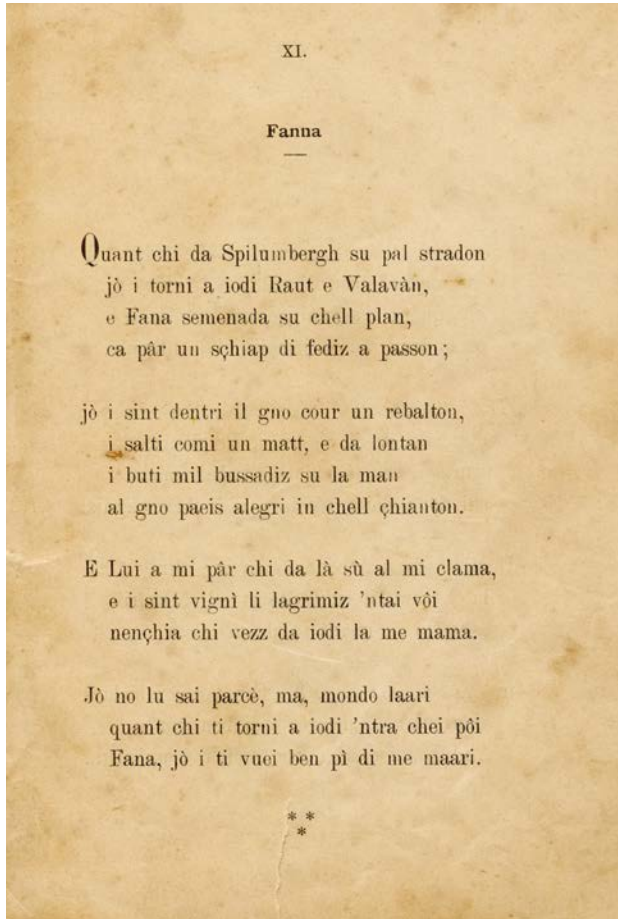 XI.
Fanna
Quant chi da Spilumbergh su pal stradon
jò i torni a iodi Raut e Valavàn,
e Fana semenada su chell plan,
ca pâr un sçhiap di fediz a passon;
jò i sint dentri il gno cour un rebalton,
i salti comi un matt, e da lontan
i buti mil bussadiz su la man
al gno paeis alegri in chell çhianton.
E Lui a mi pâr chi da là sù al mi clama,
e i sint vignì li lagrimiz 'ntai vôi
nençhia chi vezz da iodi la me mama.
Jò no lu sai parcè, ma, mondo laari
quant chi ti torni a iodi 'ntra chei pôi
Fana, jò i ti vuei ben pì di me maari.
* *
*